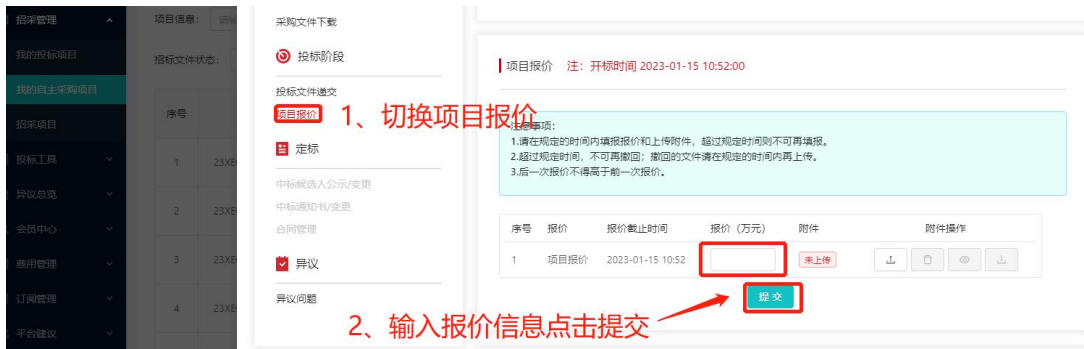 招采管理
我的投标项目
我的自主采购项目
招采项目
投标工具
异议总览
会员中心
费用管理
订阅管理
平台建议
项目信息：
招标文件状态：
序号
1 23XE
2 23XE
3 23XE
4 23XE
采购文件下载
投标阶段
投标文件递交
项目报价
定标
中标候选人公示/变更
中标通知书/变更
合同管理
异议
异议问题
1、切换项目报价
项目报价 注：开标时间 2023-01-15 10:52:00
注意事项：
1.请在规定的时间内填报报价和上传附件，超过规定时间则不可再填报。
2.超过规定时间，不可再撤回；撤回的文件请在规定的时间内再上传。
3.后一次报价不得高于前一次报价。
序号 报价 报价截止时间 报价（万元） 附件 附件操作
1 项目报价 2023-01-15 10:52 未上传
提交
2、输入报价信息点击提交